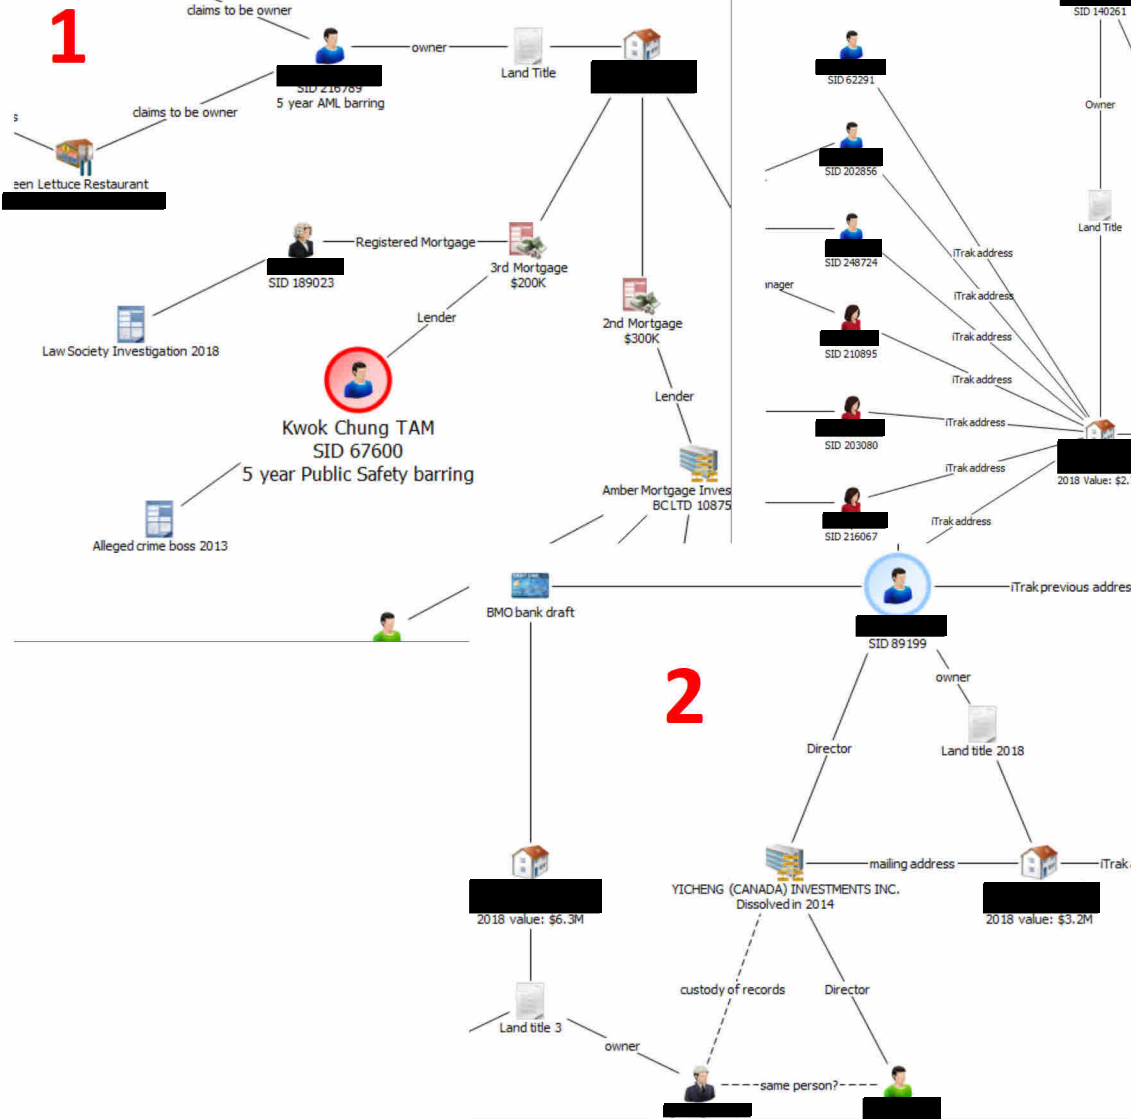 1
claims to be owner
owner
Land Title
SID 216789
5 year AML barring
claims to be owner
s
een Lettuce Restaurant
Registered Mortgage
SID 189023
3rd Mortgage
$200K
2nd Mortgage
$300K
Lender
Law Society Investigation 2018
Kwok Chung TAM
SID 67600
5 year Public Safety barring
Lender
Amber Mortgage Inves
BC LTD 10875
Alleged crime boss 2013
SID 140261
SID 62291
Owner
SID 202856
Land Title
SID 248724
iTrak address
nager
iTrak address
iTrak address
SID 210895
iTrak address
iTrak address
SID 203080
iTrak address
2018 Value: $2.
iTrak address
SID 216067
2
BMO bank draft
iTrak previous addres
SID 89199
owner
Director
Land title 2018
mailing address
iTrak
YICHENG (CANADA) INVESTMENTS INC.
Dissolved in 2014
2018 value: $6.3M
2018 value: $3.2M
custody of records
Director
Land title 3
owner
same person?